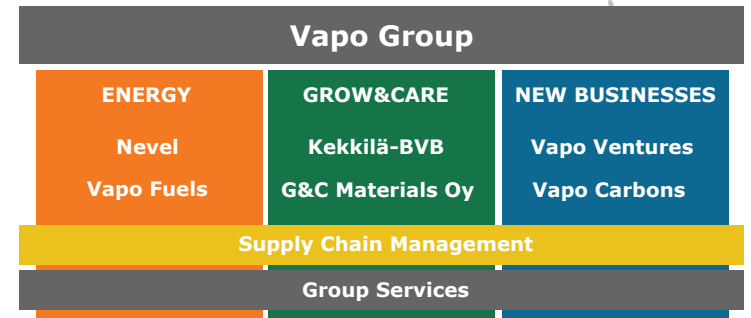 Vapo Group
ENERGY
Nevel
Vapo Fuels
GROW&CARE
Kekkilä-BVB
G&C Materials Oy
NEW BUSINESSES
Vapo Ventures
Vapo Carbons
Supply Chain Management
Group Services